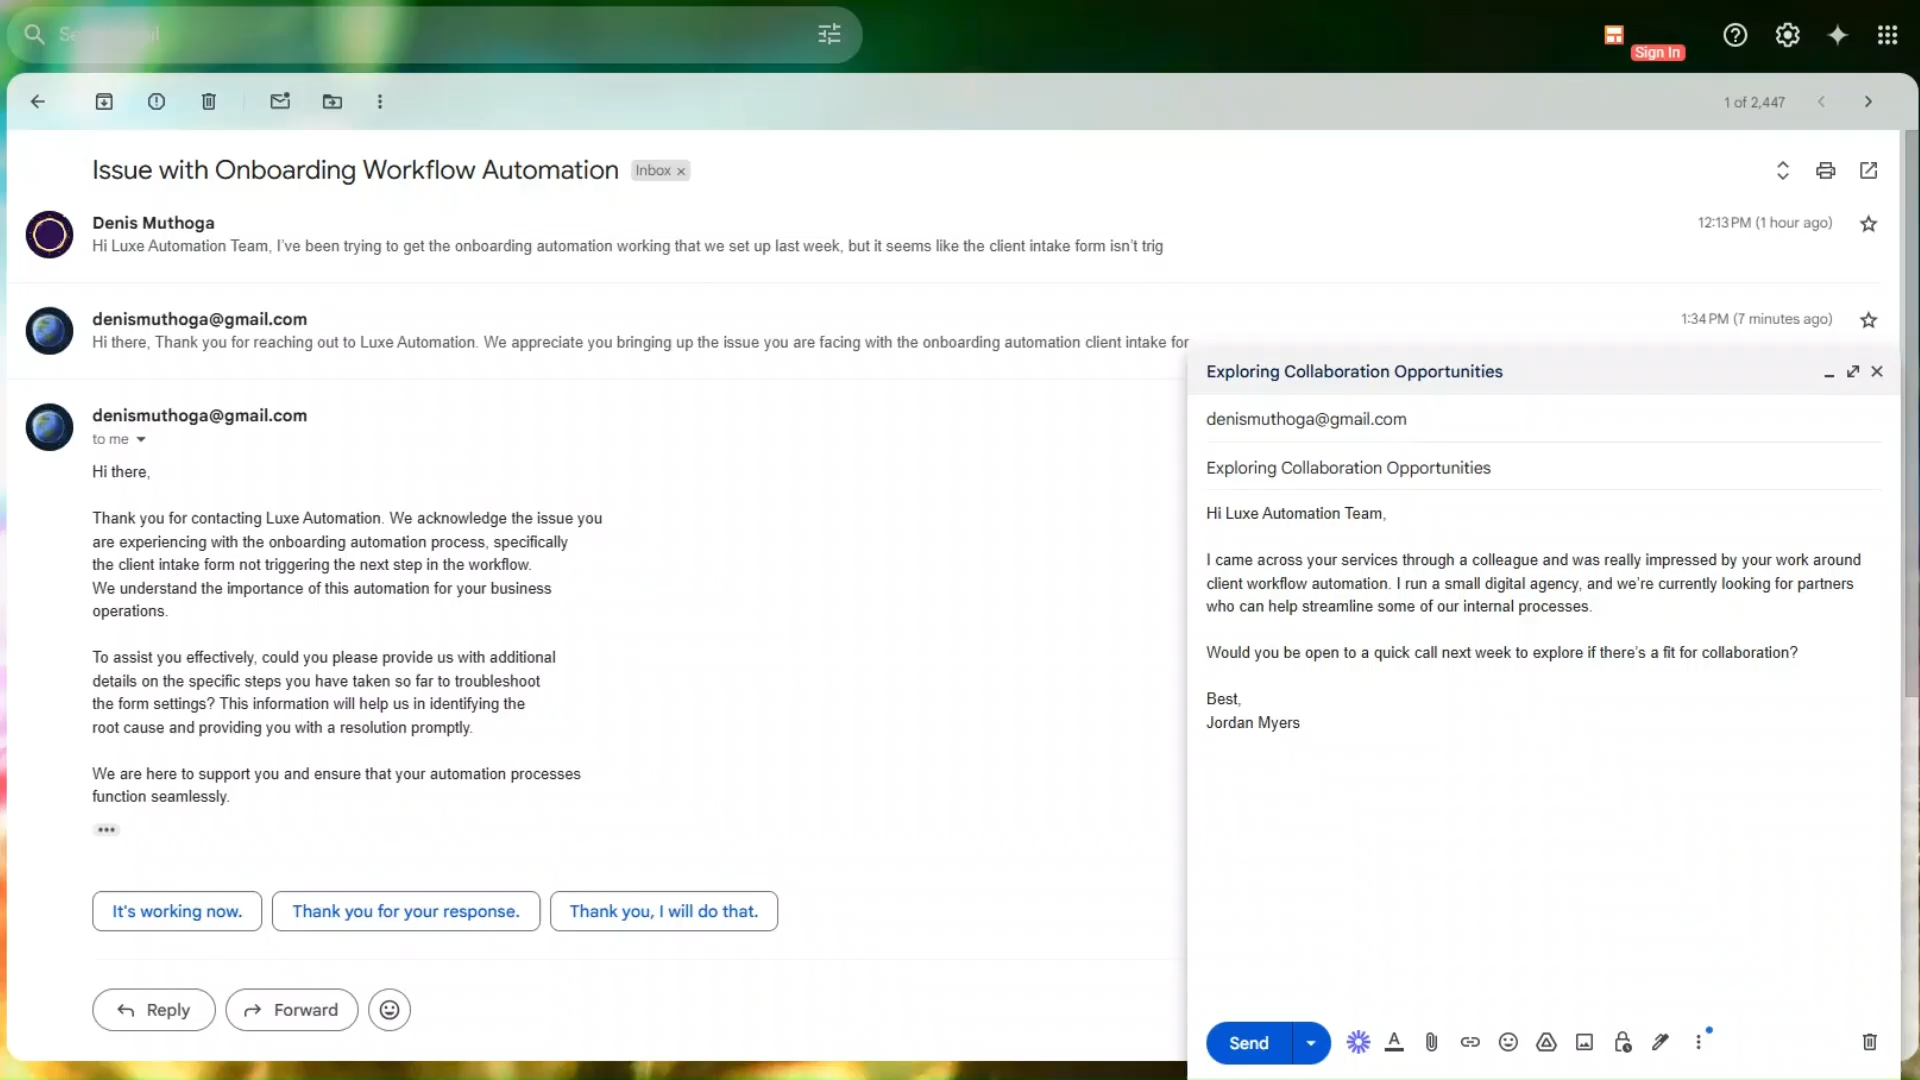 Sign In
1 of 2,447
Issue with Onboarding Workflow Automation
Inbox ×
Denis Muthoga
12:13 PM (1 hour ago)
Hi Luxe Automation Team, I've been trying to get the onboarding automation working that we set up last week, but it seems like the client intake form isn't trig
denismuthoga@gmail.com
1:34 PM (7 minutes ago)
Hi there, Thank you for reaching out to Luxe Automation. We appreciate you bringing up the issue you are facing with the onboarding automation client intake for
denismuthoga@gmail.com
to me
Hi there,
Thank you for contacting Luxe Automation. We acknowledge the issue you
are experiencing with the onboarding automation process, specifically
the client intake form not triggering the next step in the workflow.
We understand the importance of this automation for your business
operations.
To assist you effectively, could you please provide us with additional
details on the specific steps you have taken so far to troubleshoot
the form settings? This information will help us in identifying the
root cause and providing you with a resolution promptly.
We are here to support you and ensure that your automation processes
function seamlessly.
It's working now.
Thank you for your response.
Thank you, I will do that.
Reply
Forward
Exploring Collaboration Opportunities
denismuthoga@gmail.com
Exploring Collaboration Opportunities
Hi Luxe Automation Team,
I came across your services through a colleague and was really impressed by your work around
client workflow automation. I run a small digital agency, and we're currently looking for partners
who can help streamline some of our internal processes.
Would you be open to a quick call next week to explore if there's a fit for collaboration?
Best,
Jordan Myers
Send